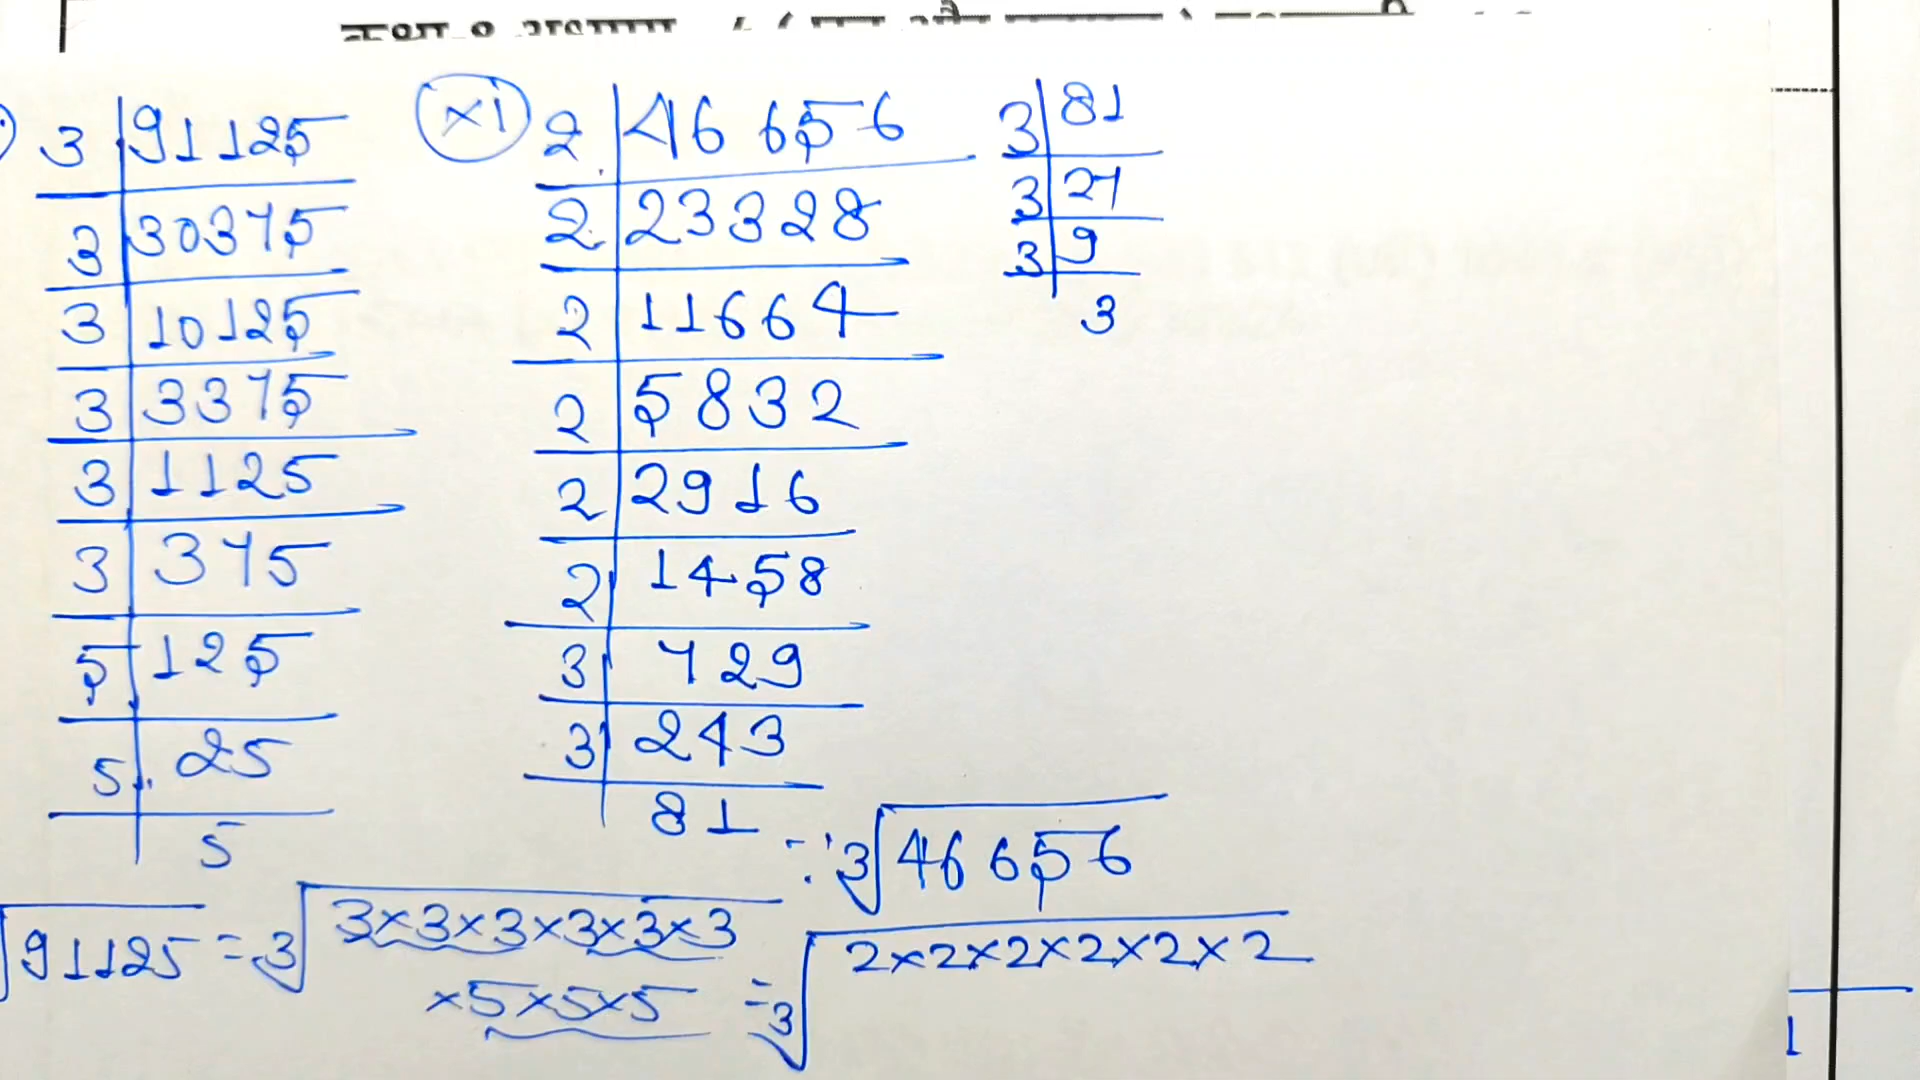 3 | 91125
3 | 30375
3 | 10125
3 | 3375
3 | 1125
3 | 375
5 | 125
5 | 25
5
∛91125 = ∛3×3×3×3×3×3
×5×5×5
xi
2 | 46656
2 | 23328
2 | 11664
2 | 5832
2 | 2916
2 | 1458
3 | 729
3 | 243
81
3 | 81
3 | 27
3 | 9
3
∵ ∛46656
= ∛2×2×2×2×2×2
1